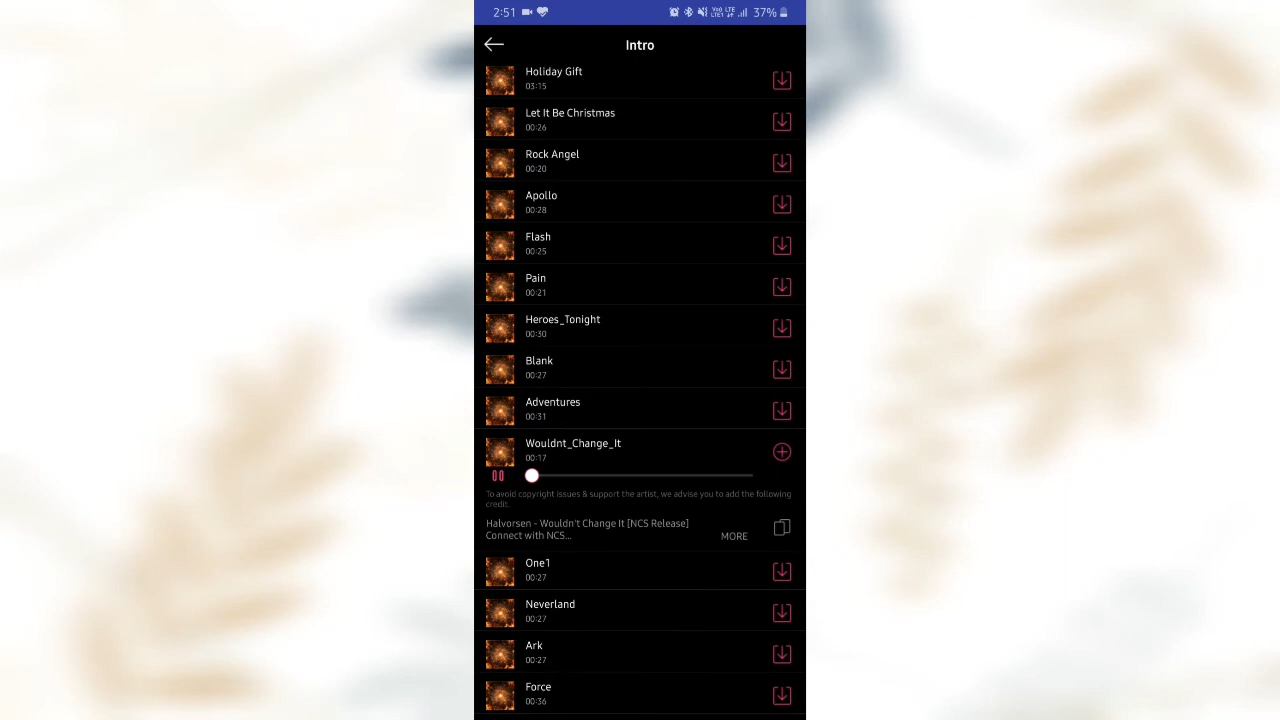 2:51
37%
Intro
Holiday Gift
03:15
Let It Be Christmas
00:26
Rock Angel
00:20
Apollo
00:28
Flash
00:25
Pain
00:21
Heroes_Tonight
00:30
Blank
00:27
Adventures
00:31
Wouldnt_Change_It
00:17
To avoid copyright issues & support the artist, we advise you to add the following
credit.
Halvorsen - Wouldn't Change It [NCS Release]
Connect with NCS...
MORE
One1
00:27
Neverland
00:27
Ark
00:27
Force
00:36